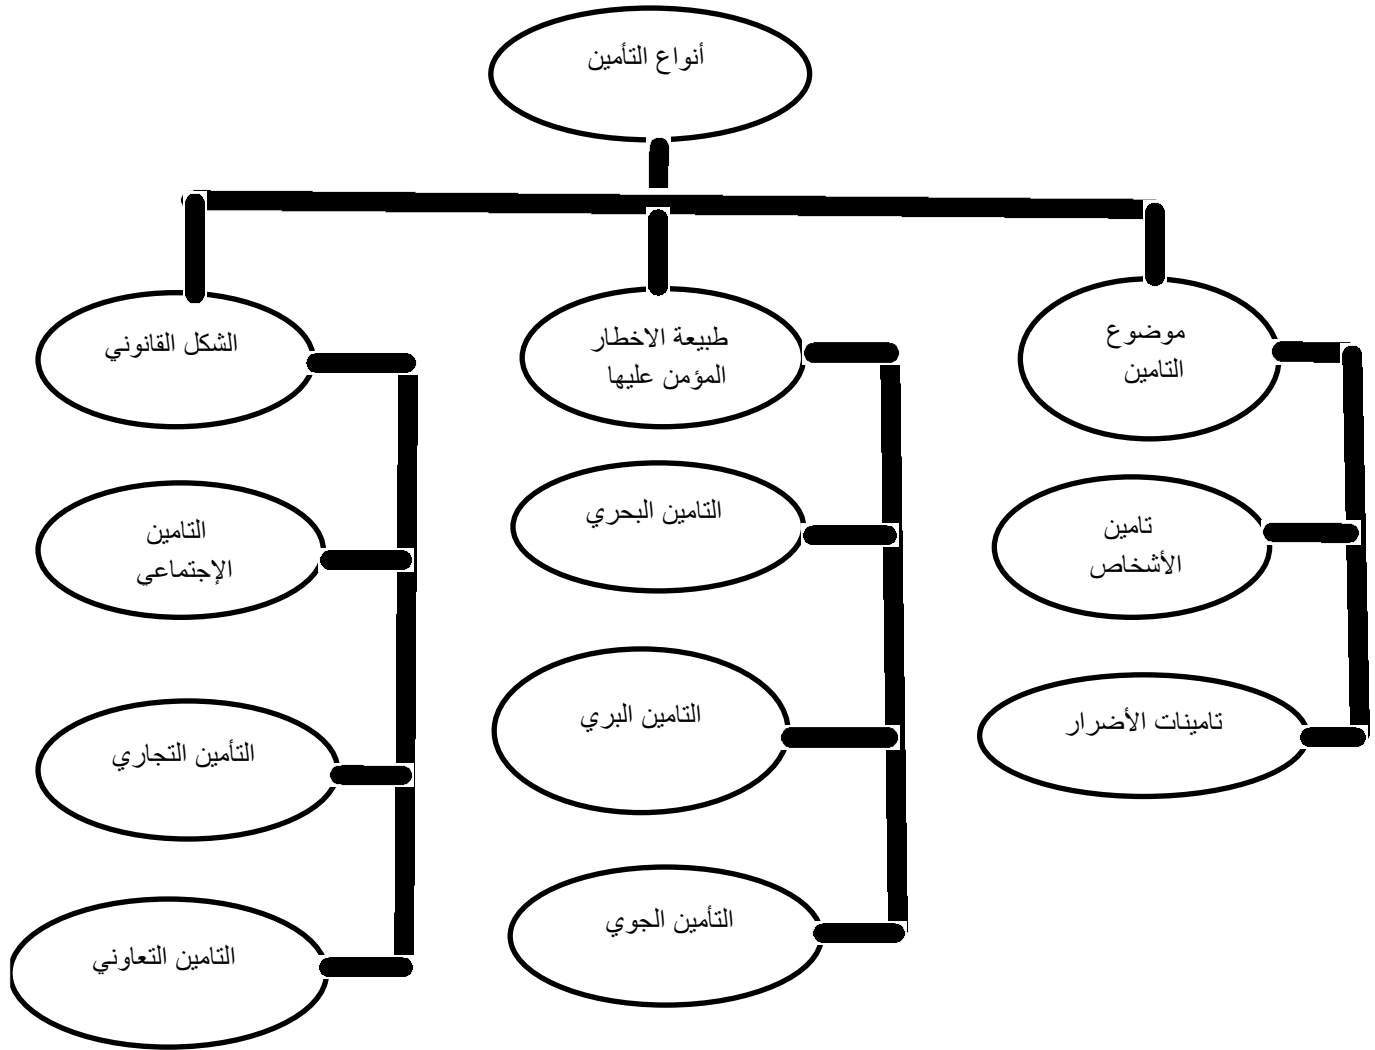 أنواع التأمين
موضوع
التامين
تامين
الأشخاص
تامينات الأضرار
طبيعة الاخطار
المؤمن عليها
التامين البحري
التامين البري
التأمين الجوي
الشكل القانوني
التامين
الإجتماعي
التأمين التجاري
التامين التعاوني